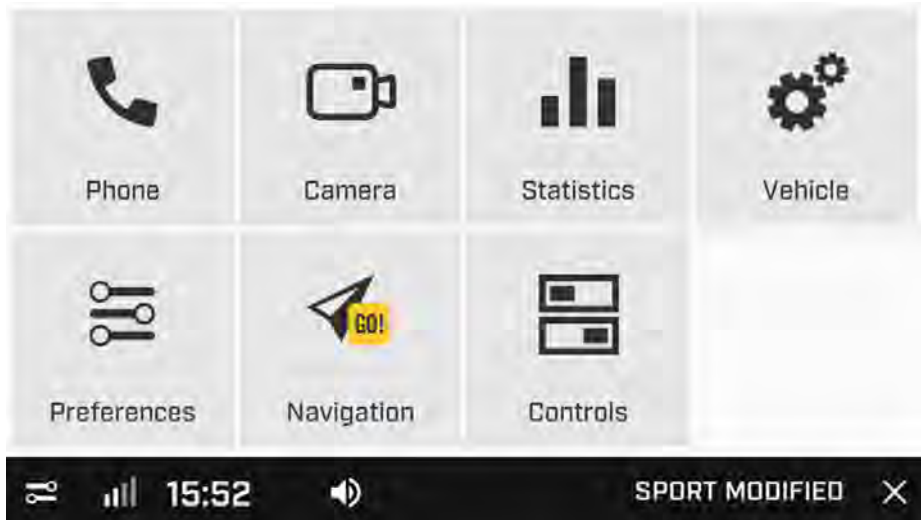 Phone Camera Statistics Vehicle
GO!
Preferences Navigation Controls
15:52 SPORT MODIFIED